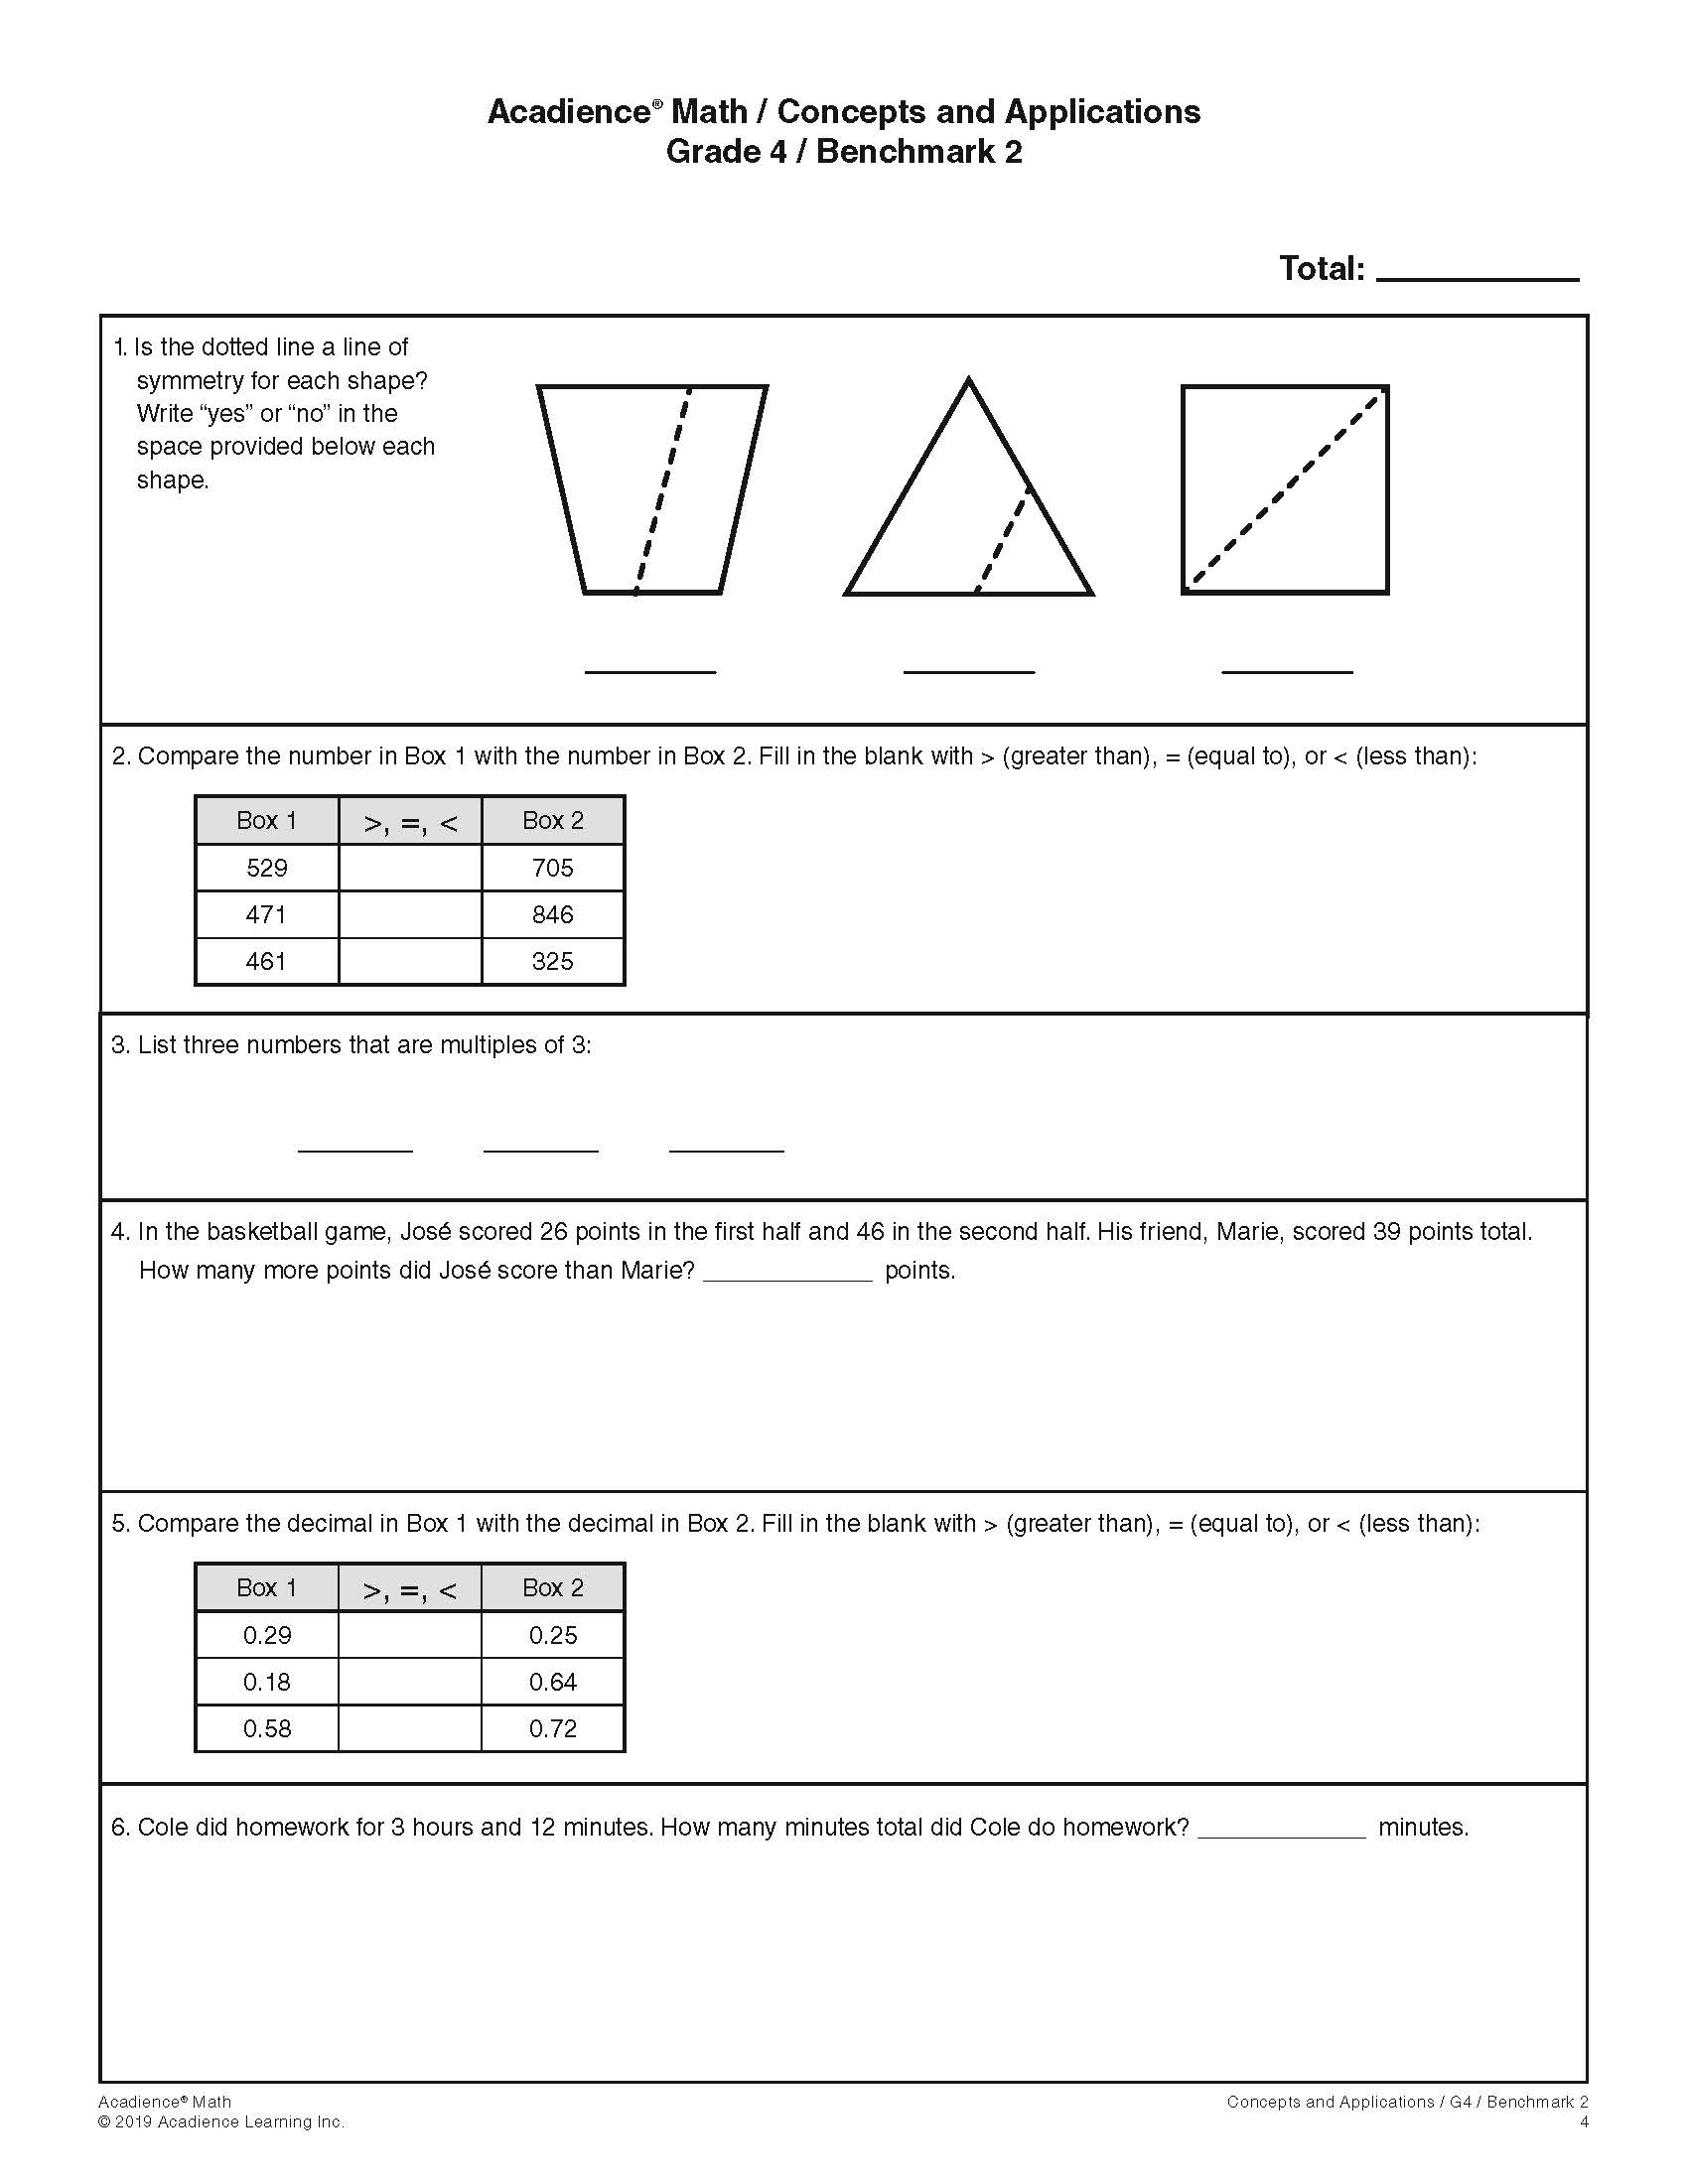 Acadience® Math / Concepts and Applications
Grade 4 / Benchmark 2
Total: ____________
1. Is the dotted line a line of
symmetry for each shape?
Write “yes” or “no” in the
space provided below each
shape.
2. Compare the number in Box 1 with the number in Box 2. Fill in the blank with > (greater than), = (equal to), or < (less than):
Box 1 >, =, < Box 2
529 705
471 846
461 325
3. List three numbers that are multiples of 3:
4. In the basketball game, José scored 26 points in the first half and 46 in the second half. His friend, Marie, scored 39 points total.
How many more points did José score than Marie? ____________ points.
5. Compare the decimal in Box 1 with the decimal in Box 2. Fill in the blank with > (greater than), = (equal to), or < (less than):
Box 1 >, =, < Box 2
0.29 0.25
0.18 0.64
0.58 0.72
6. Cole did homework for 3 hours and 12 minutes. How many minutes total did Cole do homework? ____________ minutes.
Acadience® Math
© 2019 Acadience Learning Inc.
Concepts and Applications / G4 / Benchmark 2
4